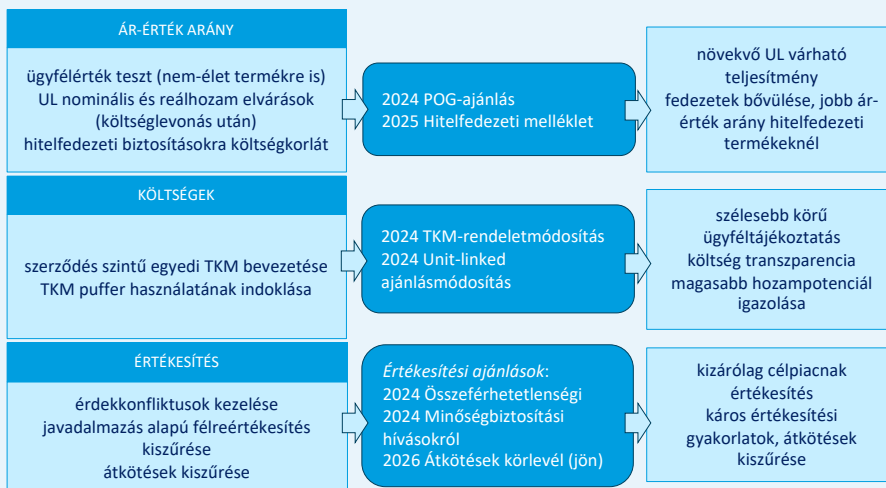 ÁR-ÉRTÉK ARÁNY
ügyfélérték teszt (nem-élet termékre is)
UL nominális és reálhozam elvárások
(költséglevonás után)
hitelfedezeti biztosításokra költségkorlát
2024 POG-ajánlás
2025 Hitelfedezeti melléklet
növekvő UL várható
teljesítmény
fedezetek bővülése, jobb ár-
érték arány hitelfedezeti
termékeknél
KÖLTSÉGEK
szerződés szintű egyedi TKM bevezetése
TKM puffer használatának indoklása
2024 TKM-rendeletmódosítás
2024 Unit-linked
ajánlásmódosítás
szélesebb körű
ügyféltájékoztatás
költség transzparencia
magasabb hozampotenciál
igazolása
ÉRTÉKESÍTÉS
érdekkonfliktusok kezelése
javadalmazás alapú félreértékesítés
kiszűrése
átkötések kiszűrése
Értékesítési ajánlások:
2024 Összeférhetetlenségi
2024 Minőségbiztosítási
hívásokról
2026 Átkötések körlevél (jön)
kizárólag célpiacnak
értékesítés
káros értékesítési
gyakorlatok, átkötések
kiszűrése